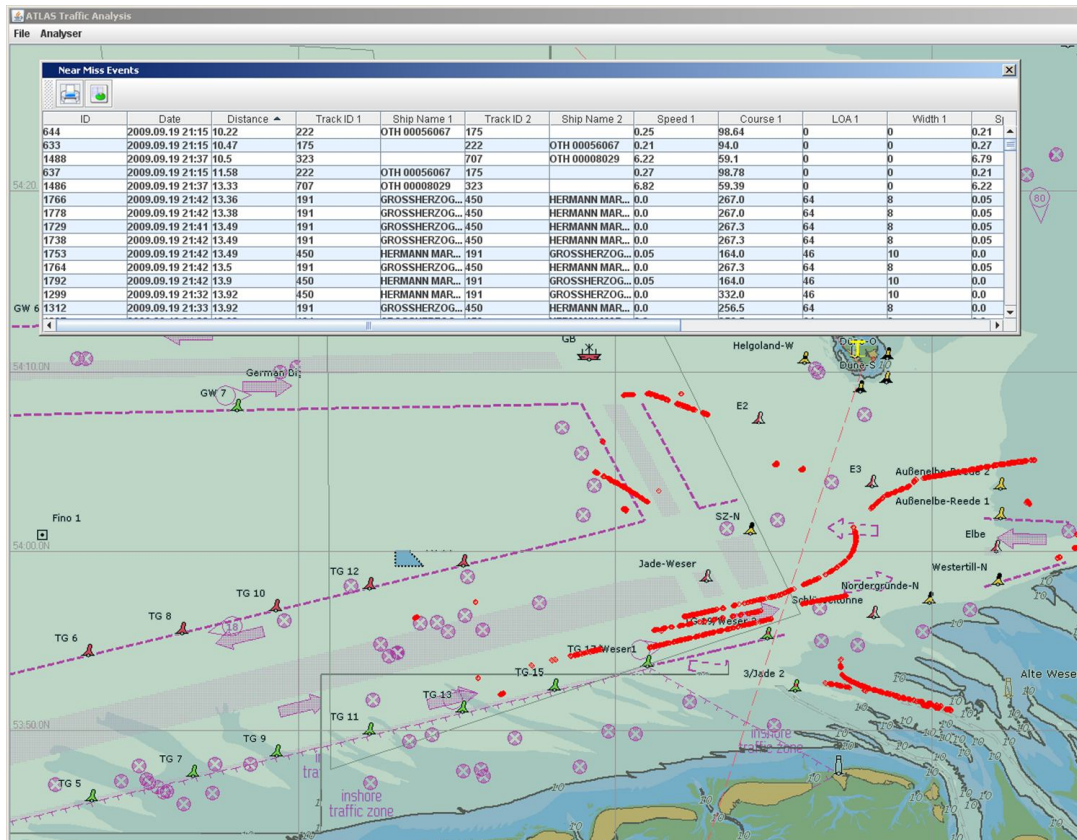 ATLAS Traffic Analysis
File Analyser
Near Miss Events
ID Date Distance Track ID 1 Ship Name 1 Track ID 2 Ship Name 2 Speed 1 Course 1 LOA 1 Width 1
644 2009.09.19 21:15 10.22 222 OTH 00056067 175 0.25 98.64 0 0 0.21
633 2009.09.19 21:15 10.47 175 222 OTH 00056067 0.21 94.0 0 0 0.27
1488 2009.09.19 21:37 10.5 323 707 OTH 00008029 6.22 59.1 0 0 6.79
637 2009.09.19 21:15 11.58 222 OTH 00056067 175 0.27 98.78 0 0 0.21
1486 2009.09.19 21:37 13.33 707 OTH 00008029 323 6.82 59.39 0 0 6.22
1766 2009.09.19 21:42 13.36 191 GROSSHERZOG... 450 HERMANN MAR... 0.0 267.0 64 8 0.05
1778 2009.09.19 21:42 13.38 191 GROSSHERZOG... 450 HERMANN MAR... 0.0 267.0 64 8 0.05
1729 2009.09.19 21:41 13.49 191 GROSSHERZOG... 450 HERMANN MAR... 0.0 267.3 64 8 0.05
1738 2009.09.19 21:42 13.49 191 GROSSHERZOG... 450 HERMANN MAR... 0.0 267.3 64 8 0.05
1753 2009.09.19 21:42 13.49 450 HERMANN MAR... 191 GROSSHERZOG... 0.05 164.0 46 10 0.0
1764 2009.09.19 21:42 13.5 191 GROSSHERZOG... 450 HERMANN MAR... 0.0 267.3 64 8 0.05
1792 2009.09.19 21:42 13.9 450 HERMANN MAR... 191 GROSSHERZOG... 0.05 164.0 46 10 0.0
1299 2009.09.19 21:32 13.92 450 HERMANN MAR... 191 GROSSHERZOG... 0.0 332.0 46 10 0.0
1312 2009.09.19 21:33 13.92 191 GROSSHERZOG... 450 HERMANN MAR... 0.0 256.5 64 8 0.0
54:20
80
GW 6
GB
Helgoland-W
Düne-S
10
54:10.0N
German
GW 7
E2
E3
Außenelbe-Reede 2
Außenelbe-Reede 1
Fino 1
SZ-N
Elbe
54:00.0N
Jade-Weser
Westertill-N
TG 12
Nordergründe-N
TG 10
TG 8
18
TG 6
TG 17/Weser1
TG 15
3/Jade 2
Alte Wese
TG 13
53:50.0N
TG 11
inshore
traffic zone
TG 9
TG 7
TG 5
inshore
traffic zone